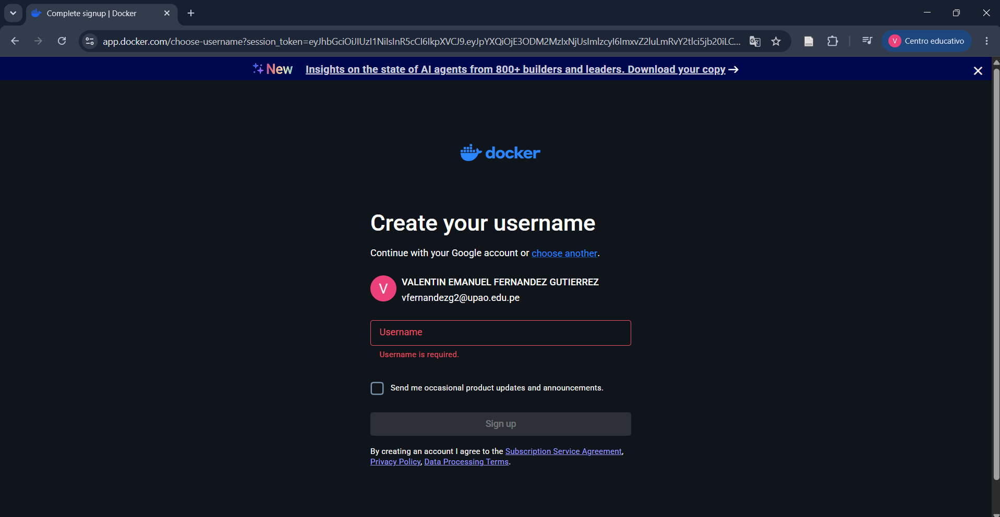 Complete signup | Docker
app.docker.com/choose-username?session_token=eyJhbGciOiJIUzI1NiIsInR5cCI6IkpXVCJ9.eyJpYXQiOjE3ODM2MzIxNjUsImlzcyI6ImxvZ2luLmRvY2tlci5jb20iLC...
Centro educativo
New Insights on the state of AI agents from 800+ builders and leaders. Download your copy →
docker
Create your username
Continue with your Google account or choose another.
V
VALENTIN EMANUEL FERNANDEZ GUTIERREZ
vfernandezg2@upao.edu.pe
Username
Username is required.
Send me occasional product updates and announcements.
Sign up
By creating an account I agree to the Subscription Service Agreement,
Privacy Policy, Data Processing Terms.